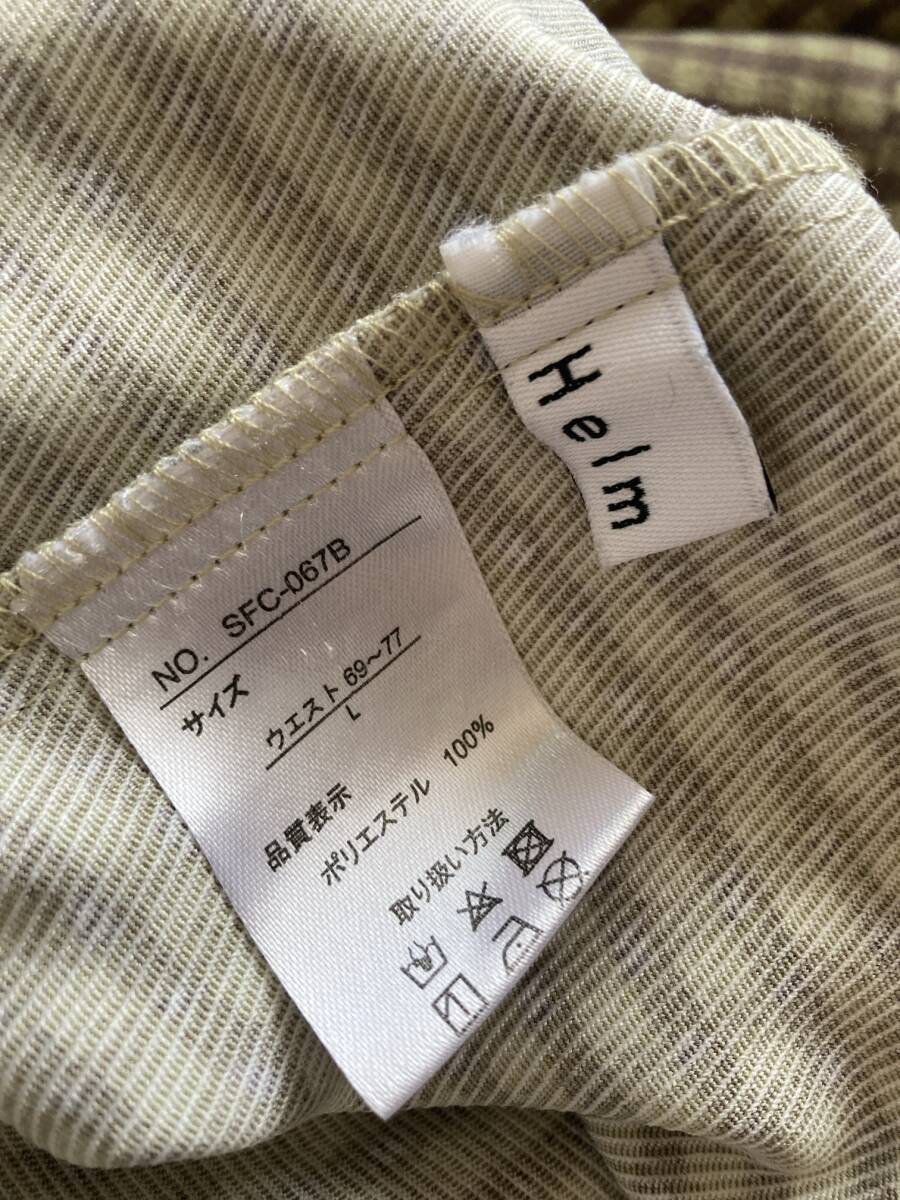 Helm
NO. SFC-067B
サイズ
ウエスト 69~77
L
品質表示
ポリエステル 100%
取り扱い方法